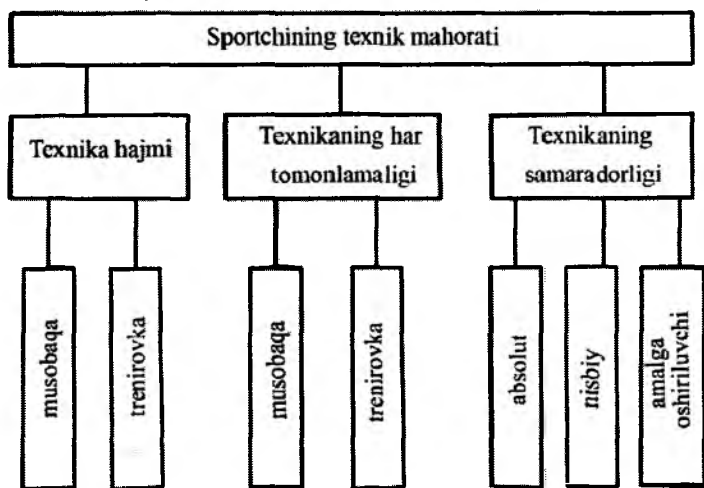 Sportchining texnik mahorati
Texnika hajmi
Texnikaning har
tomonlamaligi
Texnikaning
samaradorligi
musobaqa
trenirovka
musobaqa
trenirovka
absolut
nisbiy
amalga
oshiriluvchi